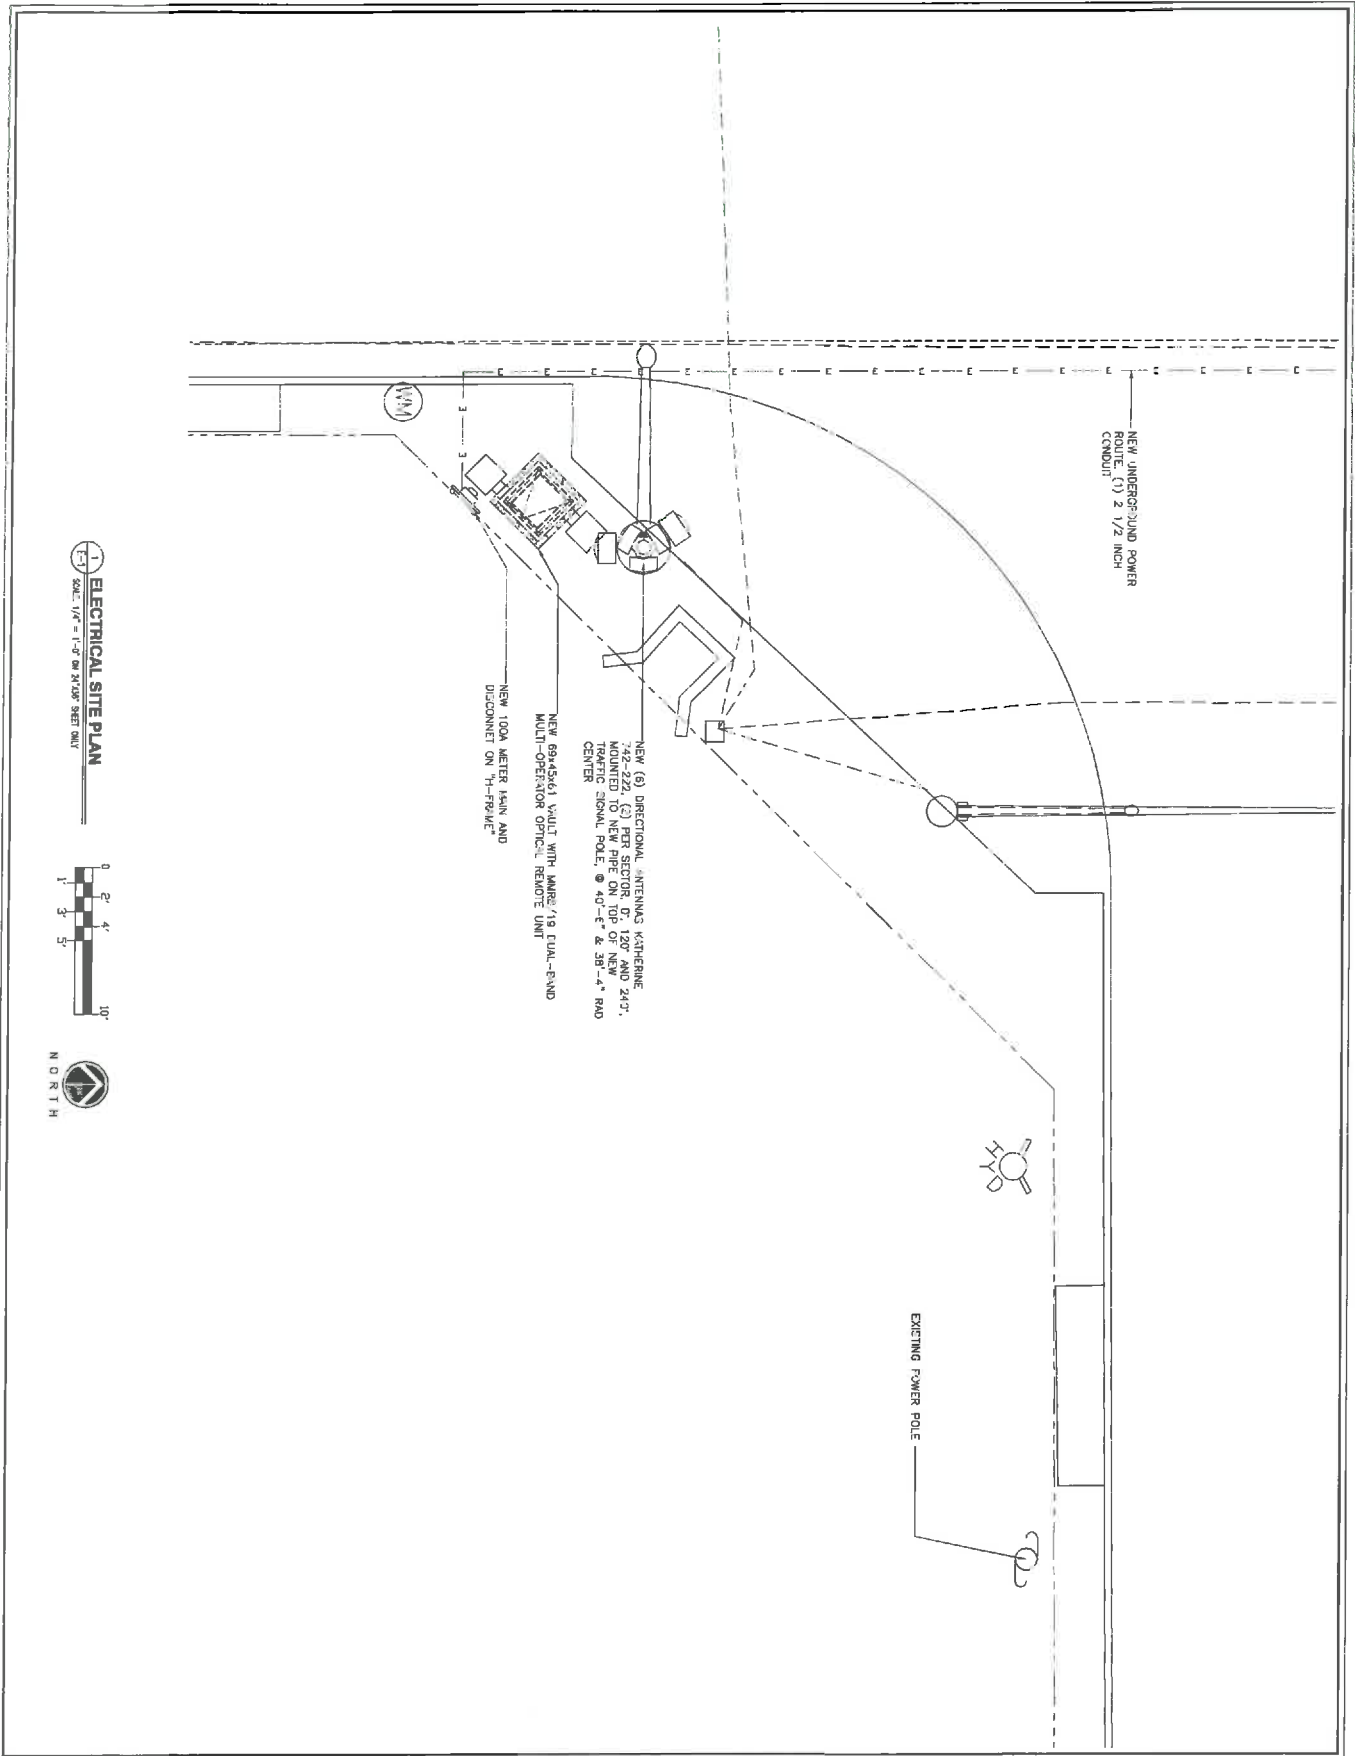 NEW UNDERGROUND POWER
ROUTE, (1) 2 1/2 INCH
CONDUIT
E E E E E E E E E E E E E E E E E E
E
E
WM
NEW (6) DIRECTIONAL ANTENNAS KATHERINE
742-222, (2) PER SECTOR, 0°, 120° AND 240°,
MOUNTED TO NEW PIPE ON TOP OF NEW
TRAFFIC SIGNAL POLE, @ 40'-6" & 38'-4" RAD
CENTER
NEW 69x45x61 VAULT WITH 19 DUAL-BAND
MULTI-OPERATOR OPTICAL REMOTE UNIT
NEW 100A METER MAIN AND
DISCONNET ON "H-FRAME"
HYD
EXISTING POWER POLE
1
E-1
ELECTRICAL SITE PLAN
SCALE: 1/4" = 1'-0" ON 24"x36" SHEET ONLY
0 2' 4' 10'
1' 3' 5'
NORTH